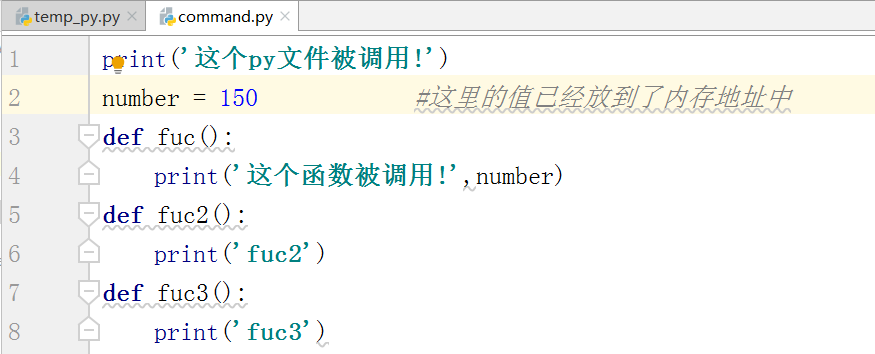 temp_py.py command.py
1 print('这个py文件被调用!')
2 number = 150 #这里的值已经放到了内存地址中
3 def fuc():
4 print('这个函数被调用!',number)
5 def fuc2():
6 print('fuc2')
7 def fuc3():
8 print('fuc3')